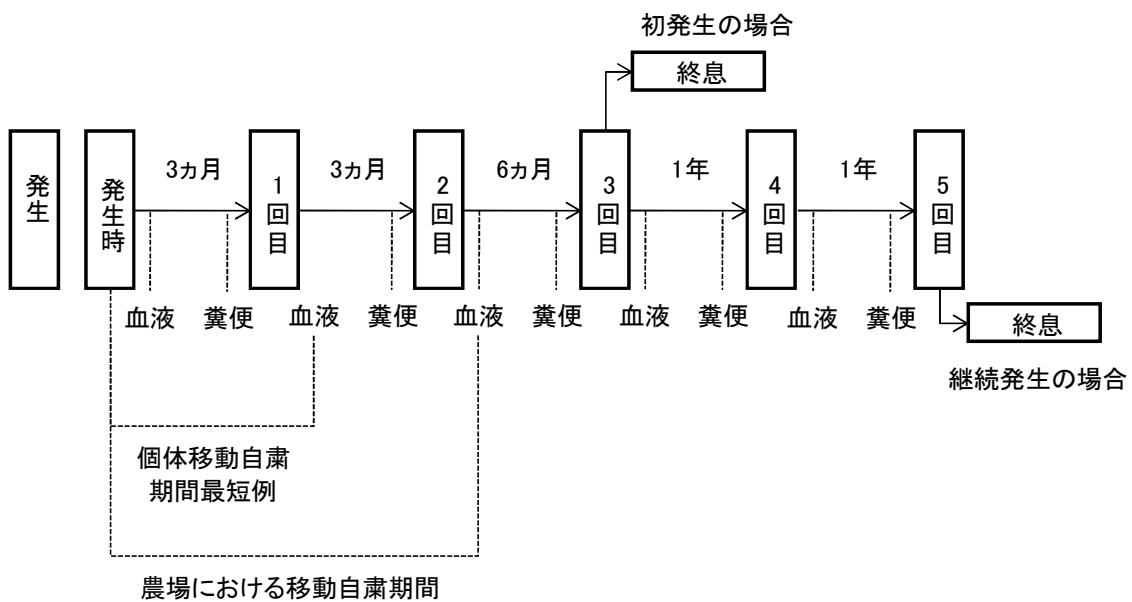 初発生の場合
終息
発生
発生時
3ヵ月
1回目
3ヵ月
2回目
6ヵ月
3回目
1年
4回目
1年
5回目
血液
糞便
血液
糞便
血液
糞便
血液
糞便
血液
糞便
終息
継続発生の場合
個体移動自粛
期間最短例
農場における移動自粛期間